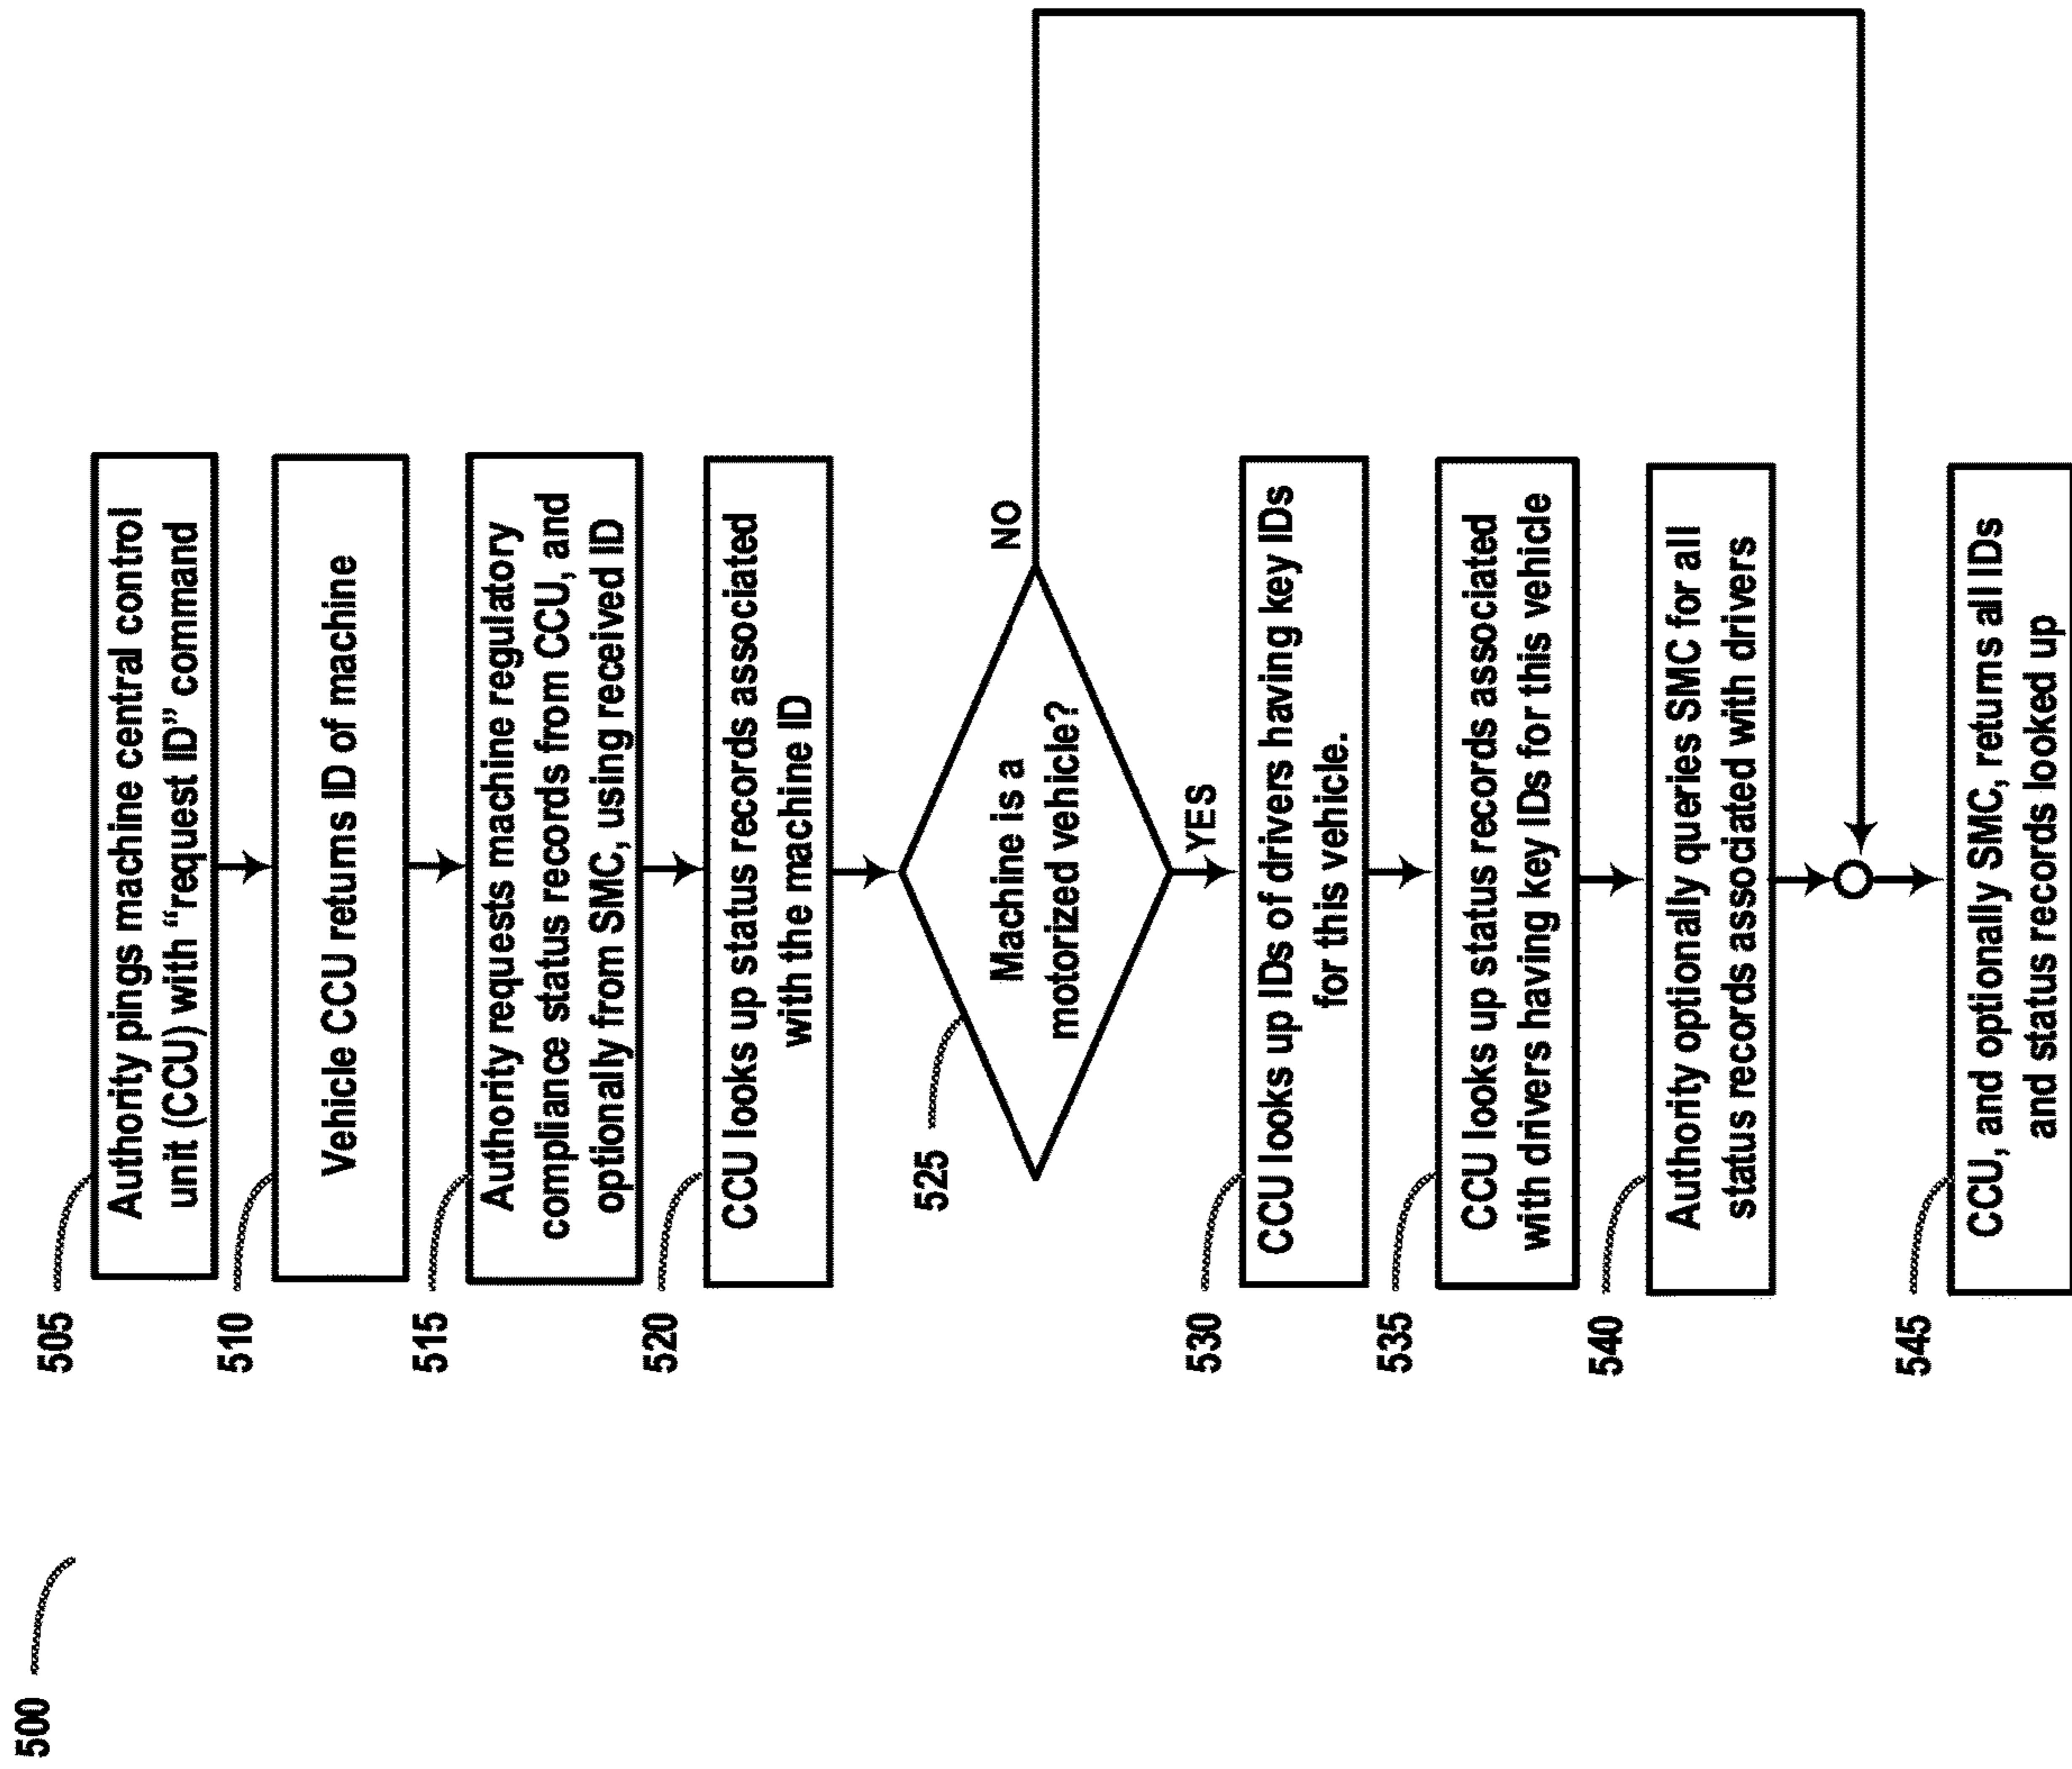 500
505
Authority pings machine central control
unit (CCU) with “request ID” command
510
Vehicle CCU returns ID of machine
515
Authority requests machine regulatory
compliance status records from CCU, and
optionally from SMC, using received ID
520
CCU looks up status records associated
with the machine ID
525
Machine is a
motorized vehicle?
NO
YES
530
CCU looks up IDs of drivers having key IDs
for this vehicle.
535
CCU looks up status records associated
with drivers having key IDs for this vehicle
540
Authority optionally queries SMC for all
status records associated with drivers
545
CCU, and optionally SMC, returns all IDs
and status records looked up